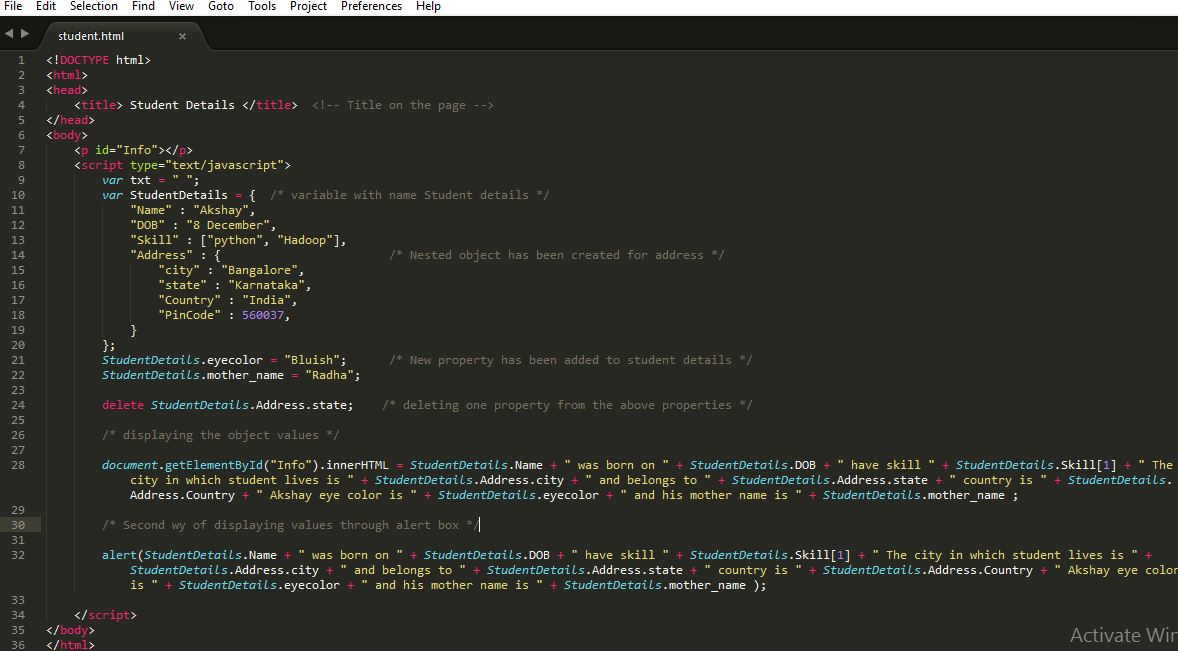 File Edit Selection Find View Goto Tools Project Preferences Help
student.html ×
1 <!DOCTYPE html>
2 <html>
3 <head>
4 <title> Student Details </title> <!-- Title on the page -->
5 </head>
6 <body>
7 <p id="Info"></p>
8 <script type="text/javascript">
9 var txt = " ";
10 var StudentDetails = { /* variable with name Student details */
11 "Name" : "Akshay",
12 "DOB" : "8 December",
13 "Skill" : ["python", "Hadoop"],
14 "Address" : { /* Nested object has been created for address */
15 "city" : "Bangalore",
16 "state" : "Karnataka",
17 "Country" : "India",
18 "PinCode" : 560037,
19 }
20 };
21 StudentDetails.eyecolor = "Bluish"; /* New property has been added to student details */
22 StudentDetails.mother_name = "Radha";
23
24 delete StudentDetails.Address.state; /* deleting one property from the above properties */
25
26 /* displaying the object values */
27
28 document.getElementById("Info").innerHTML = StudentDetails.Name + " was born on " + StudentDetails.DOB + " have skill " + StudentDetails.Skill[1] + " The
city in which student lives is " + StudentDetails.Address.city + " and belongs to " + StudentDetails.Address.state + " country is " + StudentDetails.
Address.Country + " Akshay eye color is " + StudentDetails.eyecolor + " and his mother name is " + StudentDetails.mother_name ;
29
30 /* Second wy of displaying values through alert box */
31
32 alert(StudentDetails.Name + " was born on " + StudentDetails.DOB + " have skill " + StudentDetails.Skill[1] + " The city in which student lives is " +
StudentDetails.Address.city + " and belongs to " + StudentDetails.Address.state + " country is " + StudentDetails.Address.Country + " Akshay eye color
is " + StudentDetails.eyecolor + " and his mother name is " + StudentDetails.mother_name );
33
34 </script>
35 </body>
36 </html>
Activate Win